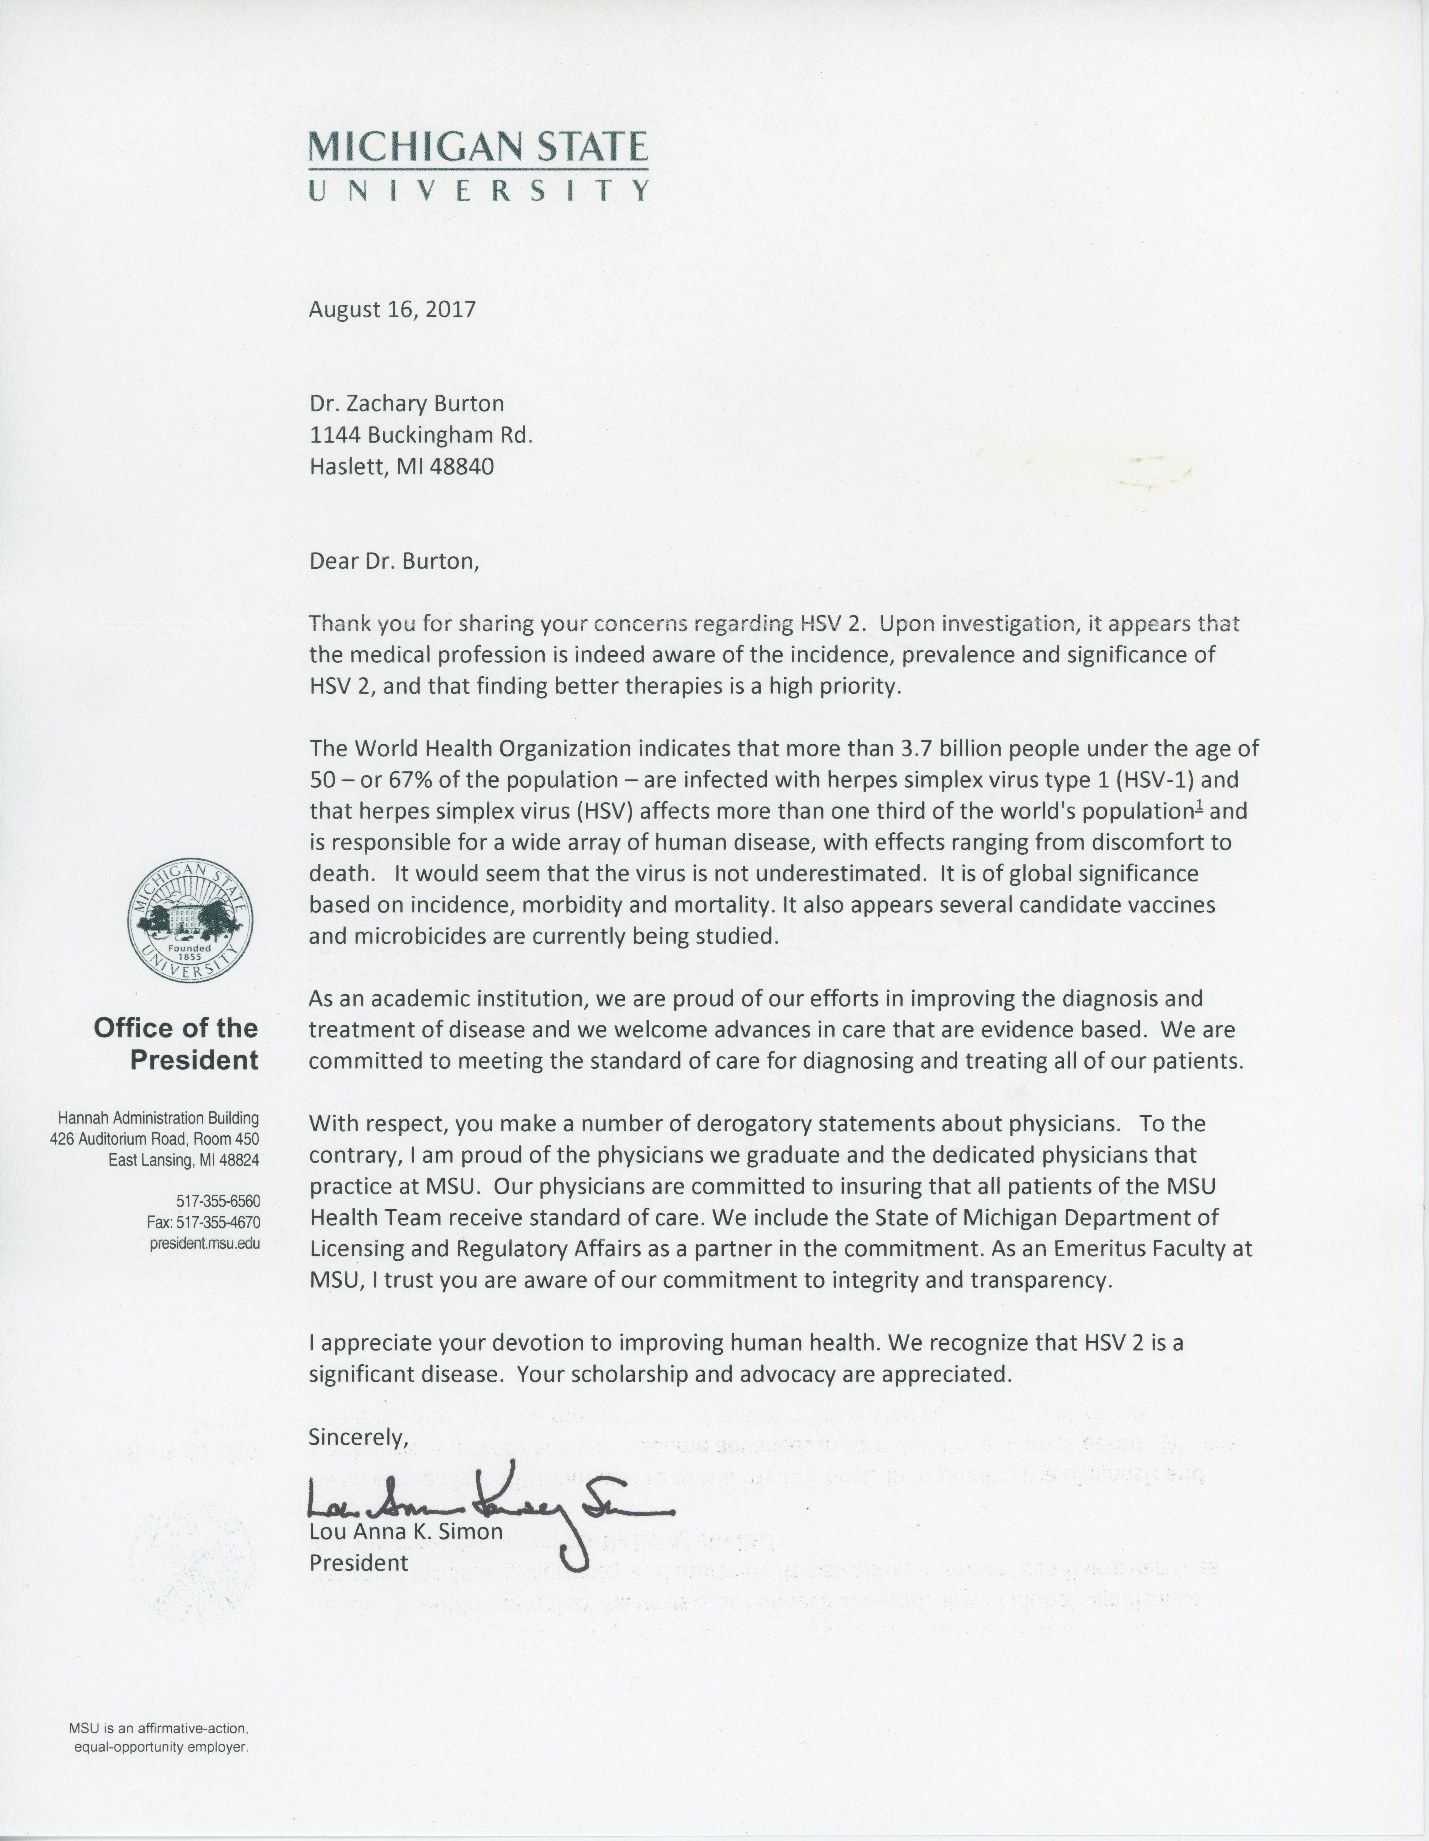 MICHIGAN STATE
UNIVERSITY
August 16, 2017
Dr. Zachary Burton
1144 Buckingham Rd.
Haslett, MI 48840
Dear Dr. Burton,
Thank you for sharing your concerns regarding HSV 2.  Upon investigation, it appears that
the medical profession is indeed aware of the incidence, prevalence and significance of
HSV 2, and that finding better therapies is a high priority.
The World Health Organization indicates that more than 3.7 billion people under the age of
50 – or 67% of the population – are infected with herpes simplex virus type 1 (HSV-1) and
that herpes simplex virus (HSV) affects more than one third of the world's population¹ and
is responsible for a wide array of human disease, with effects ranging from discomfort to
death.   It would seem that the virus is not underestimated.  It is of global significance
based on incidence, morbidity and mortality. It also appears several candidate vaccines
and microbicides are currently being studied.
As an academic institution, we are proud of our efforts in improving the diagnosis and
treatment of disease and we welcome advances in care that are evidence based.  We are
committed to meeting the standard of care for diagnosing and treating all of our patients.
With respect, you make a number of derogatory statements about physicians.   To the
contrary, I am proud of the physicians we graduate and the dedicated physicians that
practice at MSU.  Our physicians are committed to insuring that all patients of the MSU
Health Team receive standard of care. We include the State of Michigan Department of
Licensing and Regulatory Affairs as a partner in the commitment. As an Emeritus Faculty at
MSU, I trust you are aware of our commitment to integrity and transparency.
I appreciate your devotion to improving human health. We recognize that HSV 2 is a
significant disease.  Your scholarship and advocacy are appreciated.
Sincerely,
Lou Anna Kimsey Simon
Lou Anna K. Simon
President
MICHIGAN STATE
UNIVERSITY
Founded
1855
Office of the
President
Hannah Administration Building
426 Auditorium Road, Room 450
East Lansing, MI 48824
517-355-6560
Fax: 517-355-4670
president.msu.edu
MSU is an affirmative-action,
equal-opportunity employer.